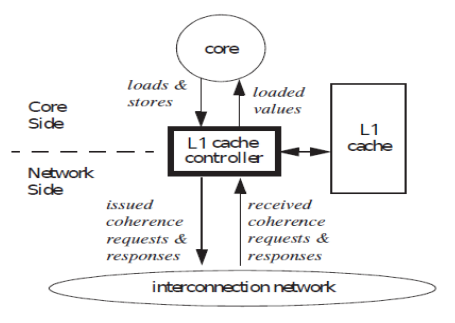 core
loads &
stores
loaded
values
Core
Side
L1 cache
controller
L1
cache
Network
Side
issued
coherence
requests &
responses
received
coherence
requests &
responses
interconnection network